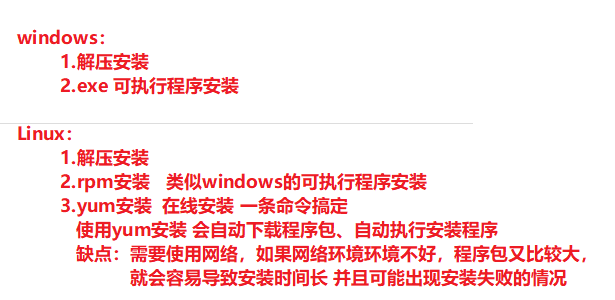 windows：
1.解压安装
2.exe 可执行程序安装
Linux：
1.解压安装
2.rpm安装 类似windows的可执行程序安装
3.yum安装 在线安装 一条命令搞定
使用yum安装 会自动下载程序包、自动执行安装程序
缺点：需要使用网络，如果网络环境环境不好，程序包又比较大，
就会容易导致安装时间长 并且可能出现安装失败的情况